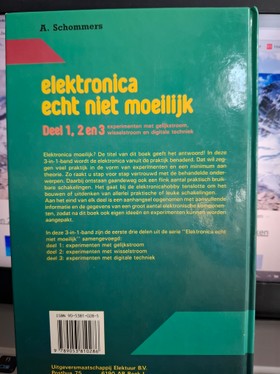 A. Schommers
elektronica
echt niet moeilijk
Deel 1, 2 en 3 experimenten met gelijkstroom,
wisselstroom en digitale techniek
Elektronica moeilijk? De titel van dit boek geeft het antwoord! In deze
3-in-1-band wordt de elektronica vanuit de praktijk benaderd. Dat wil zeg-
gen veel praktijk in de vorm van experimenten en een minimum aan
theorie. Zo raakt u stap voor stap vertrouwd met de behandelde onder-
werpen. Daarbij ontstaan gaandeweg ook een flink aantal praktisch bruik-
bare schakelingen. Het gaat bij de elektronicahobby tenslotte om het
bouwen of uitdenken van allerlei praktische of leuke schakelingen.
Aan het eind van elk deel is een aanhangsel opgenomen met aanvullende
informatie en de gegevens van een groot aantal elektronische komponen-
ten, zodat na dit boek ook eigen ideeën en experimenten kunnen worden
aangepakt.
In deze 3-in-1-band zijn de eerste drie delen uit de serie "Elektronica echt
niet moeilijk" samengevoegd:
deel 1: experimenten met gelijkstroom
deel 2: experimenten met wisselstroom
deel 3: experimenten met digitale techniek
Uitgeversmaatschappij Elektuur B.V.